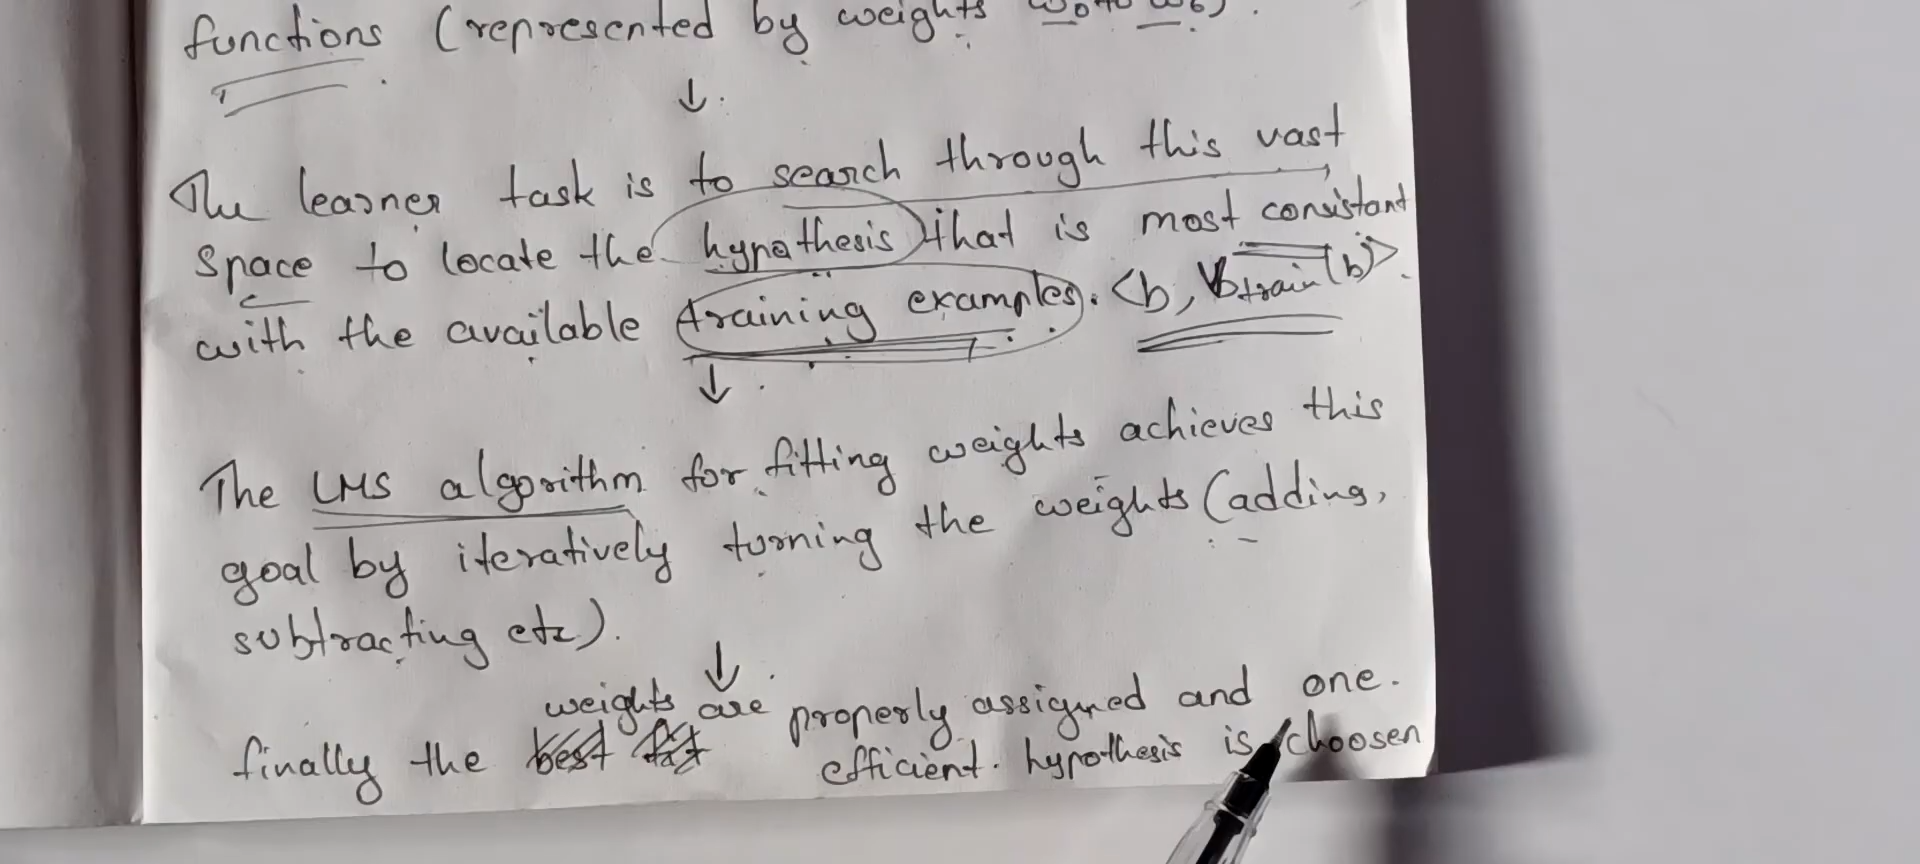 functions (represented by weights w0 to w6).
↓.
The learner task is to search through this vast
space to locate the hypothesis that is most consistant
with the available training examples. <b, Vtrain(b)>.
↓.
The LMS algorithm for fitting weights achieves this
goal by iteratively turning the weights (adding,
subtracting etc).
↓.
finally the weights are properly assigned and one.
efficient. hypothesis is choosen